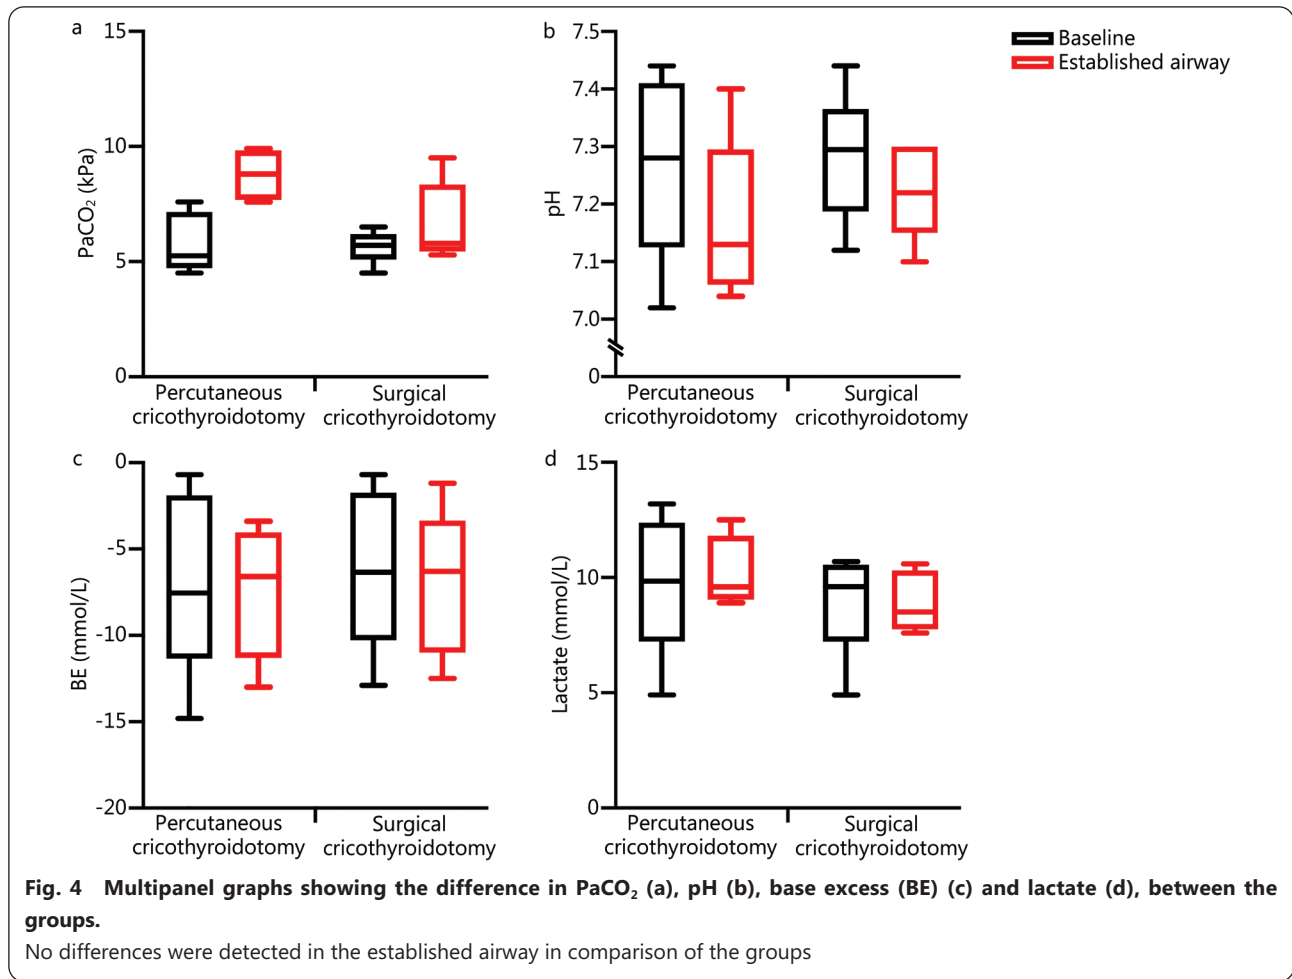 a
15
10
5
0
PaCO₂ (kPa)
Percutaneous
cricothyroidotomy
Surgical
cricothyroidotomy
b
7.5
7.4
7.3
7.2
7.1
7.0
0
pH
Percutaneous
cricothyroidotomy
Surgical
cricothyroidotomy
Baseline
Established airway
c
0
-5
-10
-15
-20
BE (mmol/L)
Percutaneous
cricothyroidotomy
Surgical
cricothyroidotomy
d
15
10
5
0
Lactate (mmol/L)
Percutaneous
cricothyroidotomy
Surgical
cricothyroidotomy
Fig. 4 Multipanel graphs showing the difference in PaCO₂ (a), pH (b), base excess (BE) (c) and lactate (d), between the
groups.
No differences were detected in the established airway in comparison of the groups